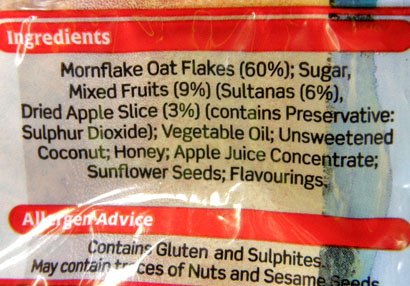 Ingredients
Mornflake Oat Flakes (60%); Sugar,
Mixed Fruits (9%) (Sultanas (6%),
Dried Apple Slice (3%) (contains Preservative:
Sulphur Dioxide); Vegetable Oil; Unsweetened
Coconut; Honey; Apple Juice Concentrate;
Sunflower Seeds; Flavourings.
Allergen Advice
Contains Gluten and Sulphites.
May contain traces of Nuts and Sesame Seeds